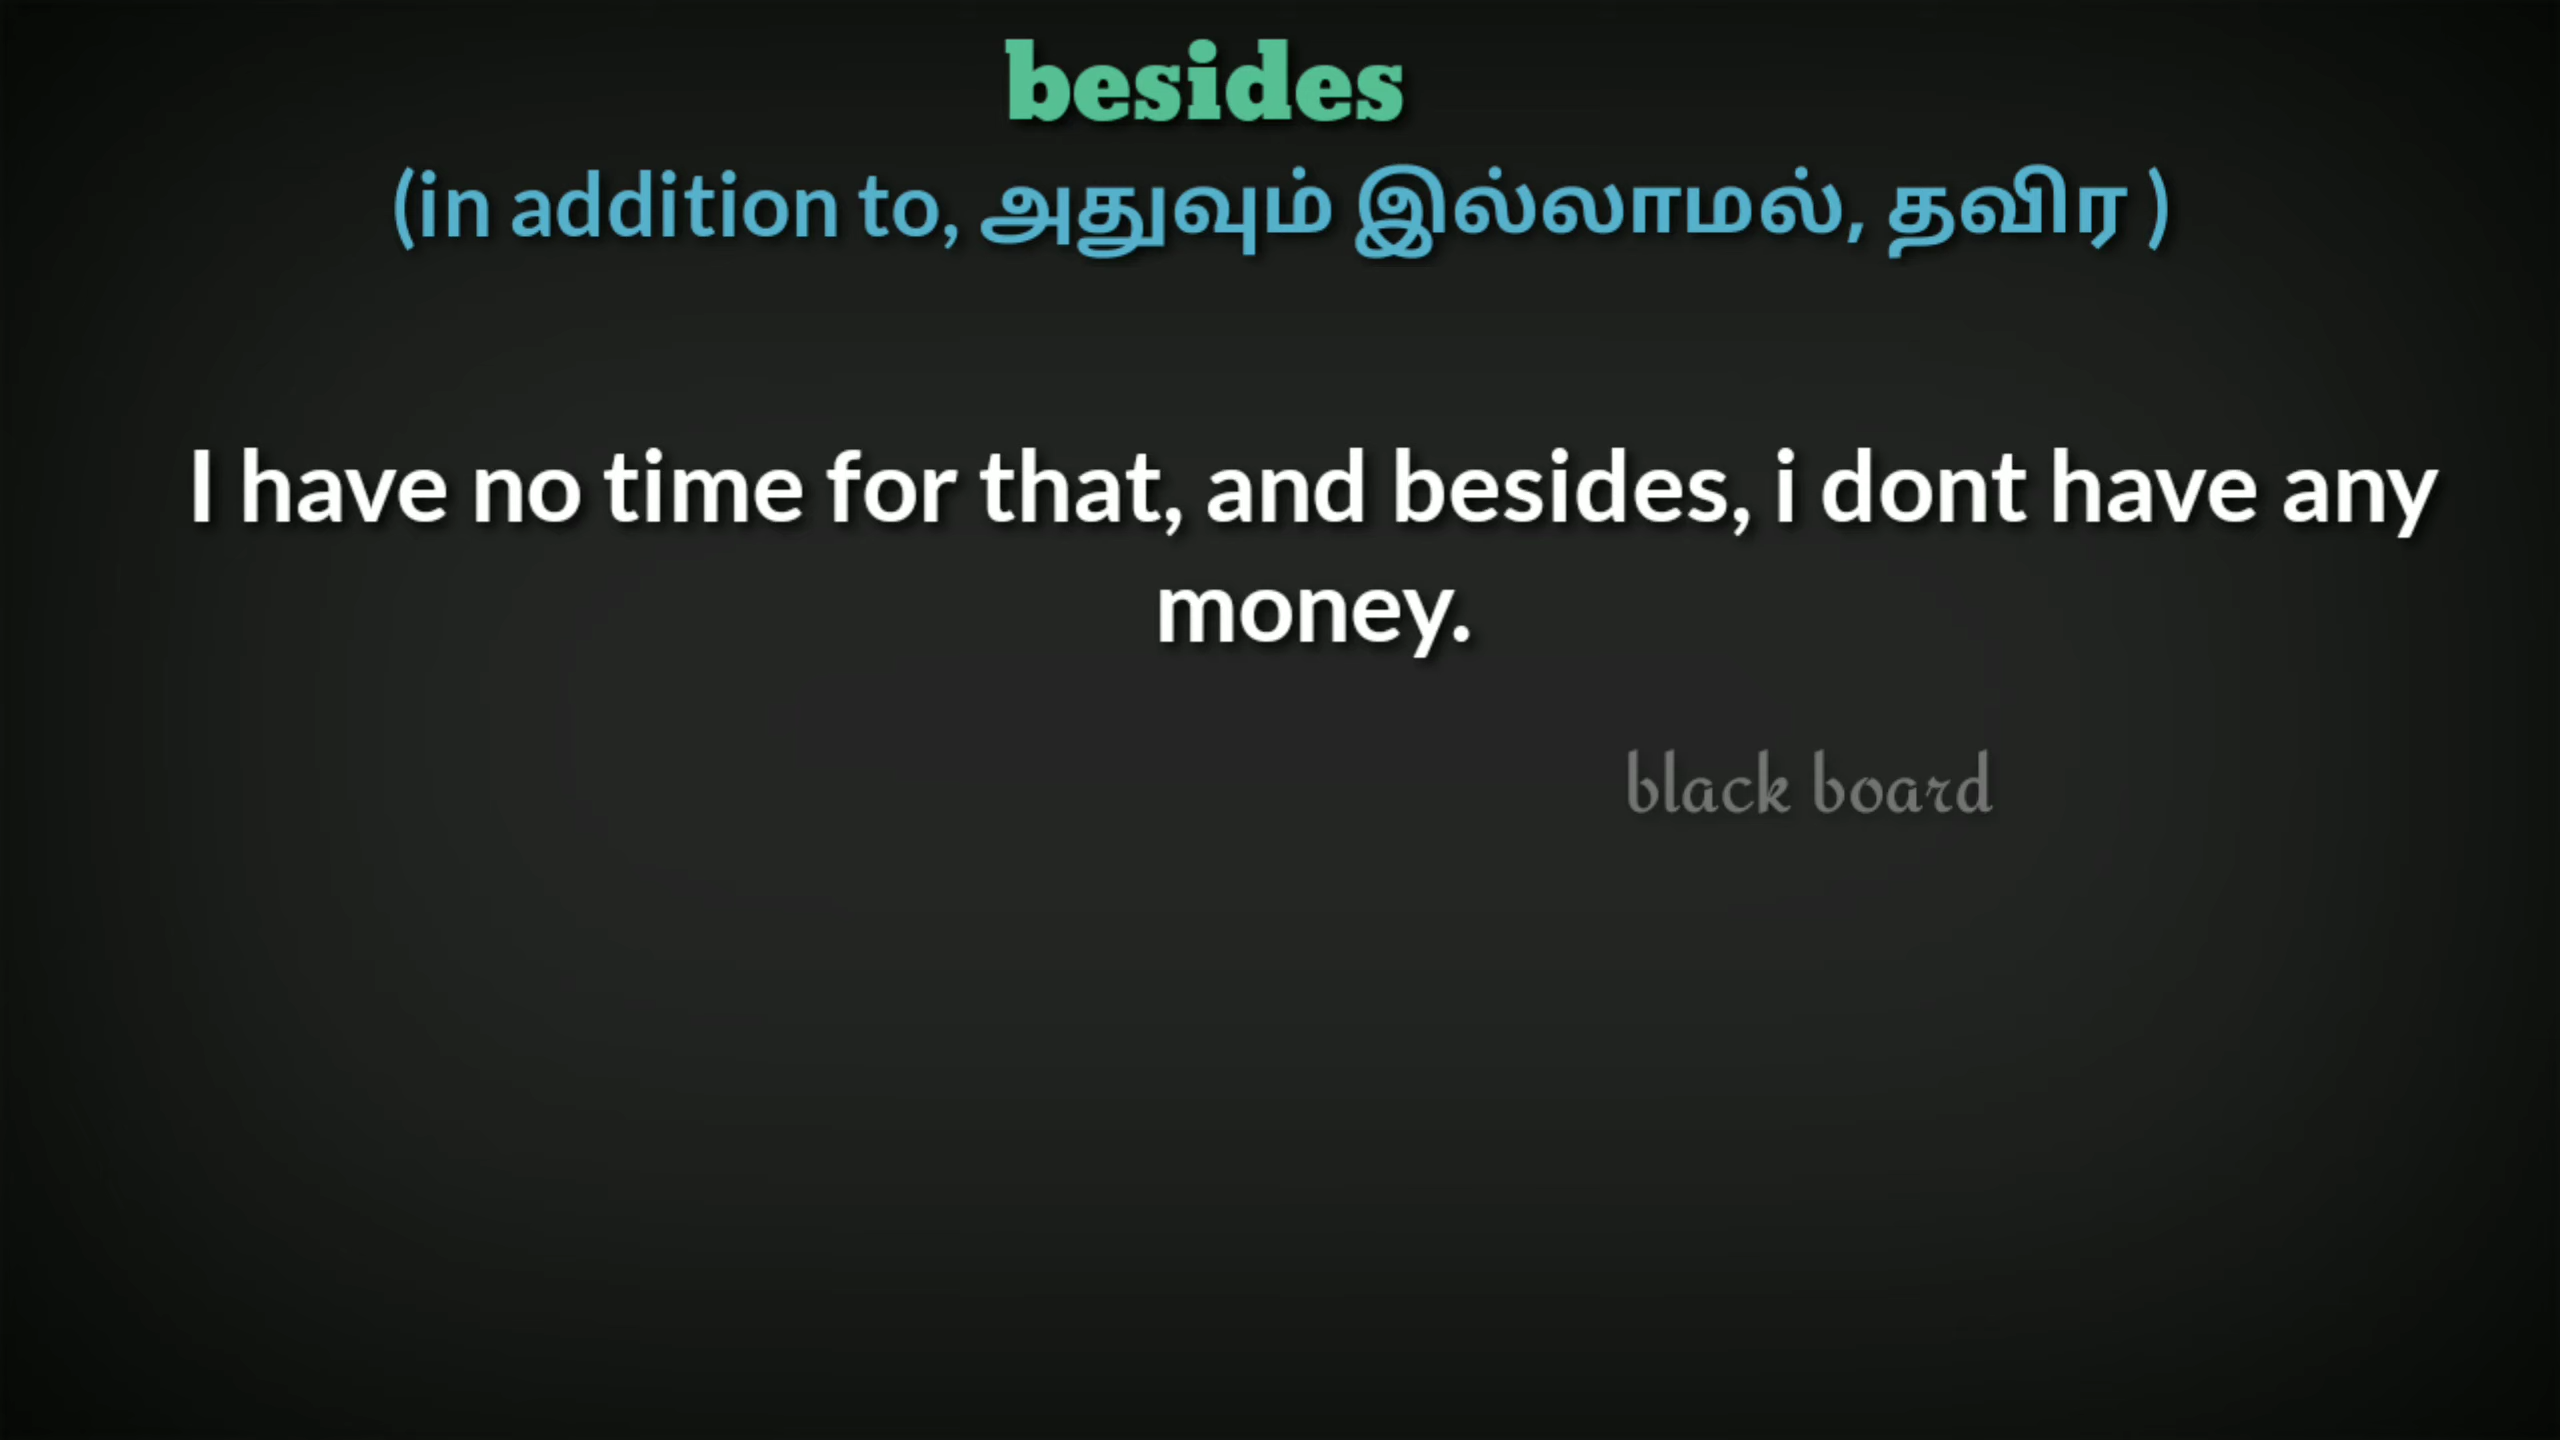 besides
(in addition to, அதுவும் இல்லாமல், தவிர )
I have no time for that, and besides, i dont have any
money.
black board